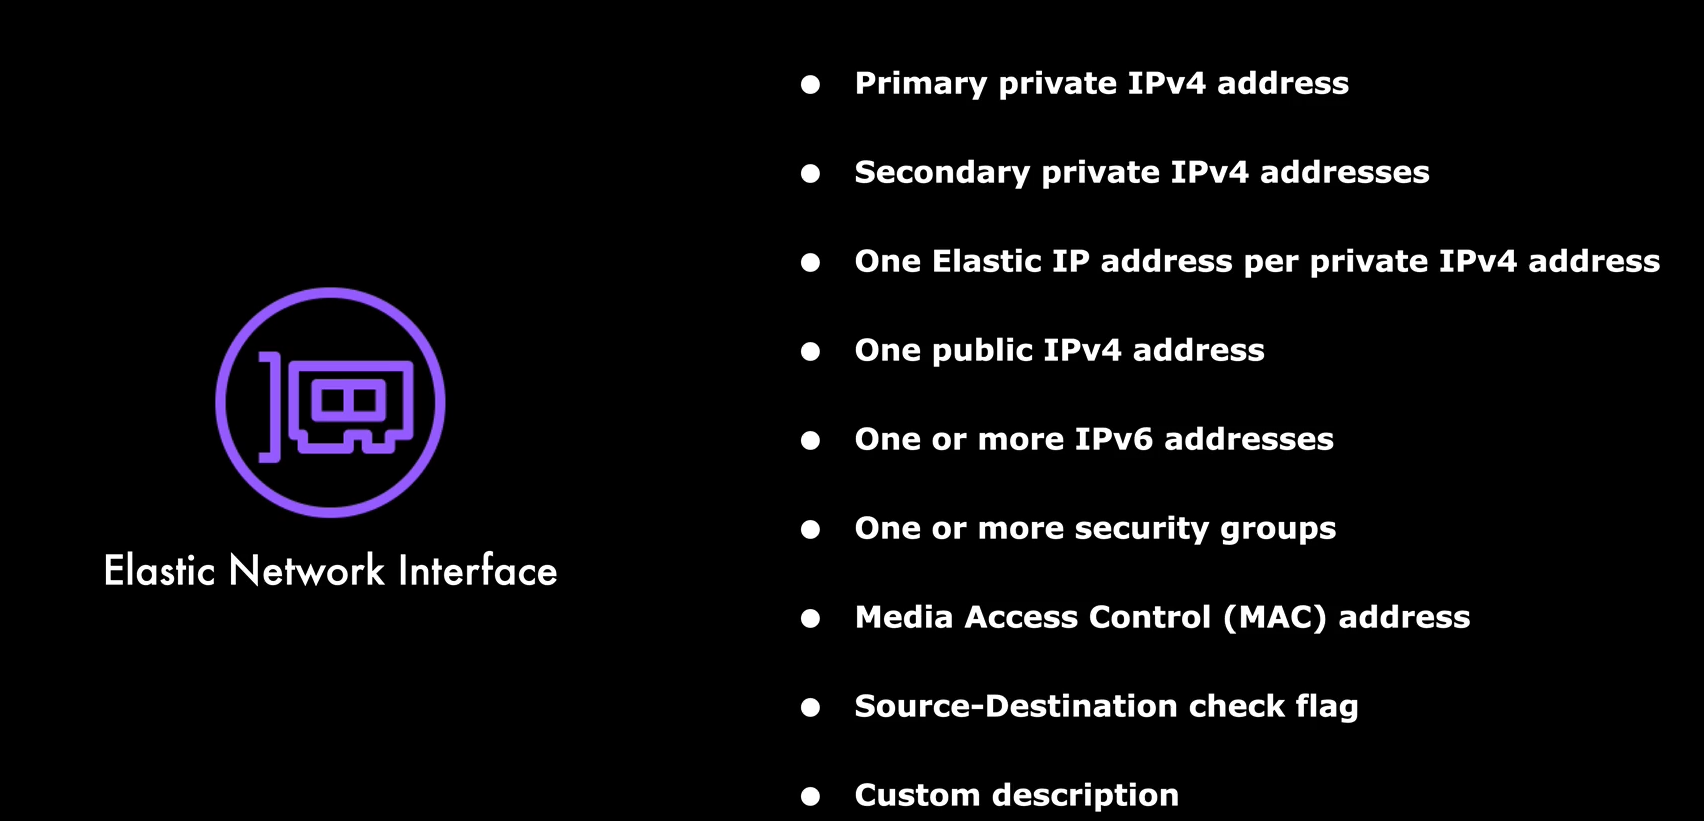 Elastic Network Interface
● Primary private IPv4 address
● Secondary private IPv4 addresses
● One Elastic IP address per private IPv4 address
● One public IPv4 address
● One or more IPv6 addresses
● One or more security groups
● Media Access Control (MAC) address
● Source-Destination check flag
● Custom description